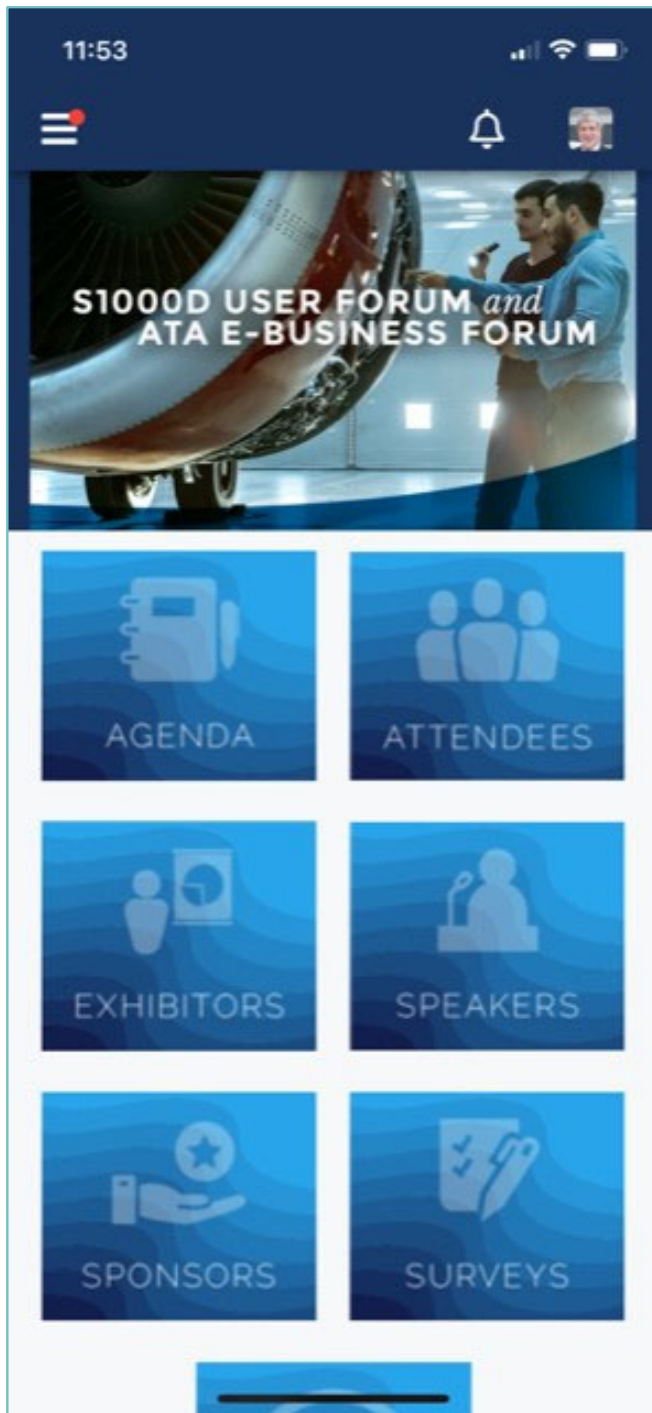 11:53
S1000D USER FORUM and
ATA E-BUSINESS FORUM
AGENDA
ATTENDEES
EXHIBITORS
SPEAKERS
SPONSORS
SURVEYS